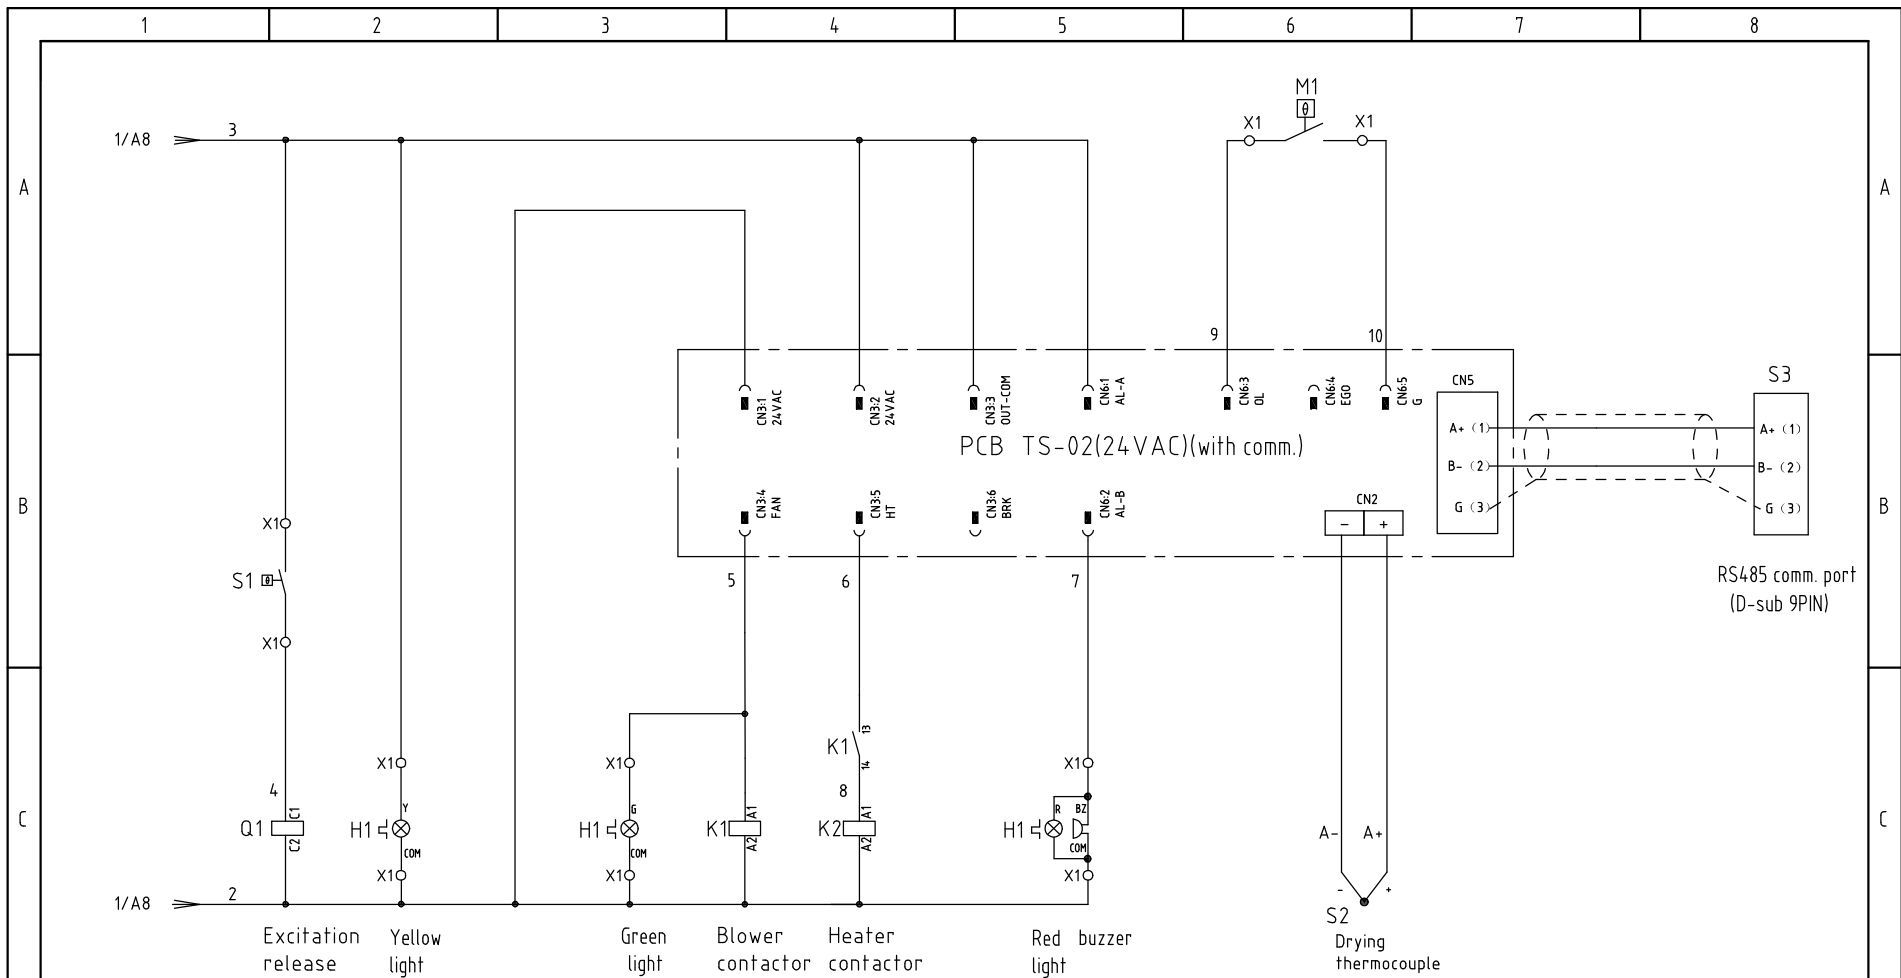 1 2 3 4 5 6 7 8
M1
X1 X1
1/A8 3
A A
9 10
CN3:1
24VAC
CN3:2
24VAC
CN3:3
OUT-COM
CN6:1
AL-A
CN6:3
OL
CN6:4
EGO
CN6:5
G
CN5
S3
A+ (1)
A+ (1)
PCB TS-02(24VAC)(with comm.)
B- (2)
B- (2)
CN3:4
FAN
CN3:5
HT
CN3:6
BRK
CN6:2
AL-B
CN2
- +
G (3)
G (3)
B B
X1
S1 θ
5 6 7
RS485 comm. port
(D-sub 9PIN)
X1
K1 13
14
X1 X1 X1
4 8
C1 Y G A1 A1 R BZ
Q1 H1 H1 K1 K2 H1
C2 COM COM A2 A2 COM
A- A+
C C
X1 X1 X1
- +
1/A8 2
S2
Excitation
release
Yellow
light
Green
light
Blower
contactor
Heater
contactor
Red buzzer
light
Drying
thermocouple